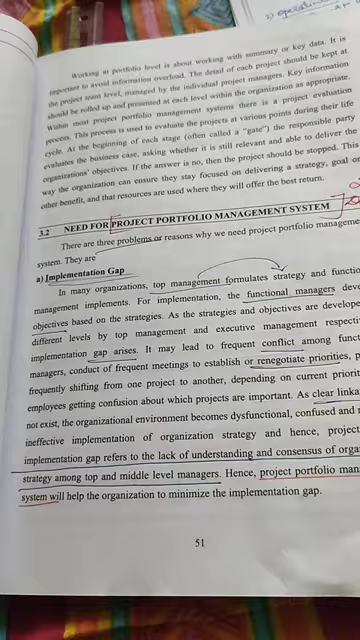 Working at portfolio level is about working with summary or key data. It is
important to avoid information overload. The detail of each project should be kept at
the project team level, managed by the individual project managers. Key information
should be rolled up and presented at each level within the organization as appropriate.
Within most project portfolio management systems there is a project evaluation
process. This process is used to evaluate the projects at various points during their life
cycle. At the beginning of each stage (often called a "gate") the responsible party
evaluates the business case, asking whether it is still relevant and able to deliver the
organizations' objectives. If the answer is no, then the project should be stopped. This
way the organization can ensure they stay focused on delivering a strategy, goal or
other benefit, and that resources are used where they will offer the best return.
3.2 NEED FOR PROJECT PORTFOLIO MANAGEMENT SYSTEM
There are three problems or reasons why we need project portfolio manageme
system. They are
a) Implementation Gap
In many organizations, top management formulates strategy and functio
management implements. For implementation, the functional managers deve
objectives based on the strategies. As the strategies and objectives are develope
different levels by top management and executive management respecti
implementation gap arises. It may lead to frequent conflict among funct
managers, conduct of frequent meetings to establish or renegotiate priorities, p
frequently shifting from one project to another, depending on current priorit
employees getting confusion about which projects are important. As clear linka
not exist, the organizational environment becomes dysfunctional, confused and
ineffective implementation of organization strategy and hence, project
implementation gap refers to the lack of understanding and consensus of orga
strategy among top and middle level managers. Hence, project portfolio man
system will help the organization to minimize the implementation gap.
51